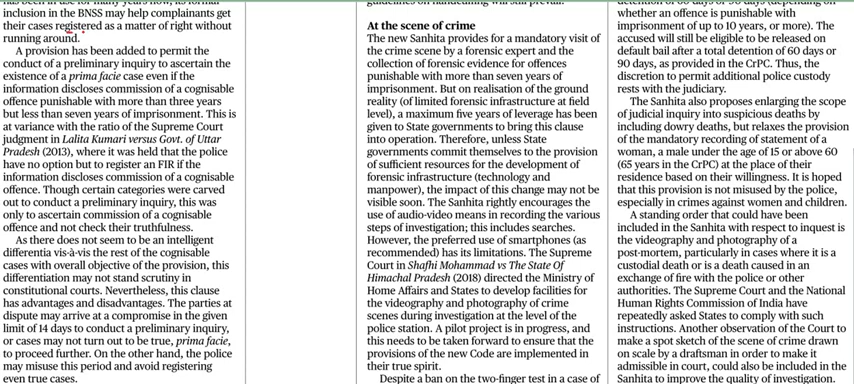 has been in use for many years now, its formal
inclusion in the BNSS may help complainants get
their cases registered as a matter of right without
running around.
A provision has been added to permit the
conduct of a preliminary inquiry to ascertain the
existence of a prima facie case even if the
information discloses commission of a cognisable
offence punishable with more than three years
but less than seven years of imprisonment. This is
at variance with the ratio of the Supreme Court
judgment in Lalita Kumari versus Govt. of Uttar
Pradesh (2013), where it was held that the police
have no option but to register an FIR if the
information discloses commission of a cognisable
offence. Though certain categories were carved
out to conduct a preliminary inquiry, this was
only to ascertain commission of a cognisable
offence and not check their truthfulness.
As there does not seem to be an intelligent
differentia vis-à-vis the rest of the cognisable
cases with overall objective of the provision, this
differentiation may not stand scrutiny in
constitutional courts. Nevertheless, this clause
has advantages and disadvantages. The parties at
dispute may arrive at a compromise in the given
limit of 14 days to conduct a preliminary inquiry,
or cases may not turn out to be true, prima facie,
to proceed further. On the other hand, the police
may misuse this period and avoid registering
even true cases.
guidelines on handcuffing will still prevail.
At the scene of crime
The new Sanhita provides for a mandatory visit of
the crime scene by a forensic expert and the
collection of forensic evidence for offences
punishable with more than seven years of
imprisonment. But on realisation of the ground
reality (of limited forensic infrastructure at field
level), a maximum five years of leverage has been
given to State governments to bring this clause
into operation. Therefore, unless State
governments commit themselves to the provision
of sufficient resources for the development of
forensic infrastructure (technology and
manpower), the impact of this change may not be
visible soon. The Sanhita rightly encourages the
use of audio-video means in recording the various
steps of investigation; this includes searches.
However, the preferred use of smartphones (as
recommended) has its limitations. The Supreme
Court in Shafhi Mohammad vs The State Of
Himachal Pradesh (2018) directed the Ministry of
Home Affairs and States to develop facilities for
the videography and photography of crime
scenes during investigation at the level of the
police station. A pilot project is in progress, and
this needs to be taken forward to ensure that the
provisions of the new Code are implemented in
their true spirit.
Despite a ban on the two-finger test in a case of
detention of 60 days or 90 days (depending on
whether an offence is punishable with
imprisonment of up to 10 years, or more). The
accused will still be eligible to be released on
default bail after a total detention of 60 days or
90 days, as provided in the CrPC. Thus, the
discretion to permit additional police custody
rests with the judiciary.
The Sanhita also proposes enlarging the scope
of judicial inquiry into suspicious deaths by
including dowry deaths, but relaxes the provision
of the mandatory recording of statement of a
woman, a male under the age of 15 or above 60
(65 years in the CrPC) at the place of their
residence based on their willingness. It is hoped
that this provision is not misused by the police,
especially in crimes against women and children.
A standing order that could have been
included in the Sanhita with respect to inquest is
the videography and photography of a
post-mortem, particularly in cases where it is a
custodial death or is a death caused in an
exchange of fire with the police or other
authorities. The Supreme Court and the National
Human Rights Commission of India have
repeatedly asked States to comply with such
instructions. Another observation of the Court to
make a spot sketch of the scene of crime drawn
on scale by a draftsman in order to make it
admissible in court, could also be included in the
Sanhita to improve the quality of investigation.